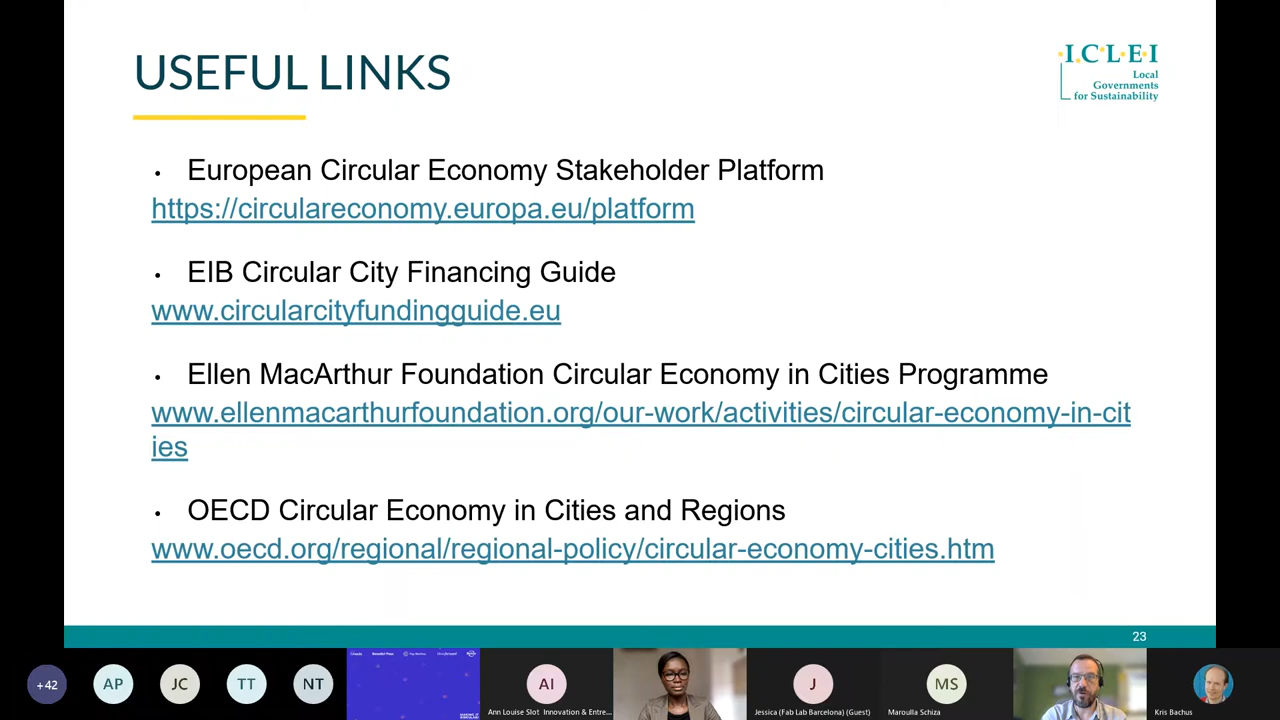 USEFUL LINKS
I.C.L.E.I
Local
Governments
for Sustainability
• European Circular Economy Stakeholder Platform
https://circulareconomy.europa.eu/platform
• EIB Circular City Financing Guide
www.circularcityfundingguide.eu
• Ellen MacArthur Foundation Circular Economy in Cities Programme
www.ellenmacarthurfoundation.org/our-work/activities/circular-economy-in-cit
ies
• OECD Circular Economy in Cities and Regions
www.oecd.org/regional/regional-policy/circular-economy-cities.htm
23
+42
AP
JC
TT
NT
AI
Ann Louise Slot Innovation & Entre...
J
Jessica (Fab Lab Barcelona) (Guest)
MS
Maroulla Schiza
Kris Bachus